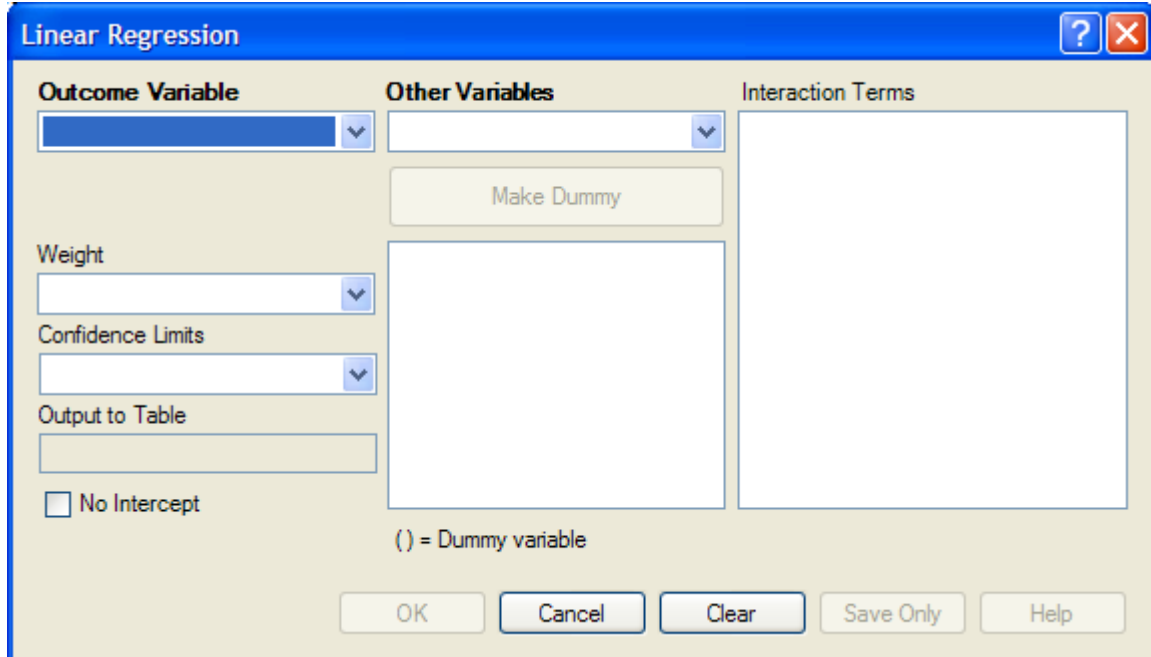 Linear Regression
Outcome Variable
Other Variables
Interaction Terms
Make Dummy
Weight
Confidence Limits
Output to Table
No Intercept
( ) = Dummy variable
OK Cancel Clear Save Only Help